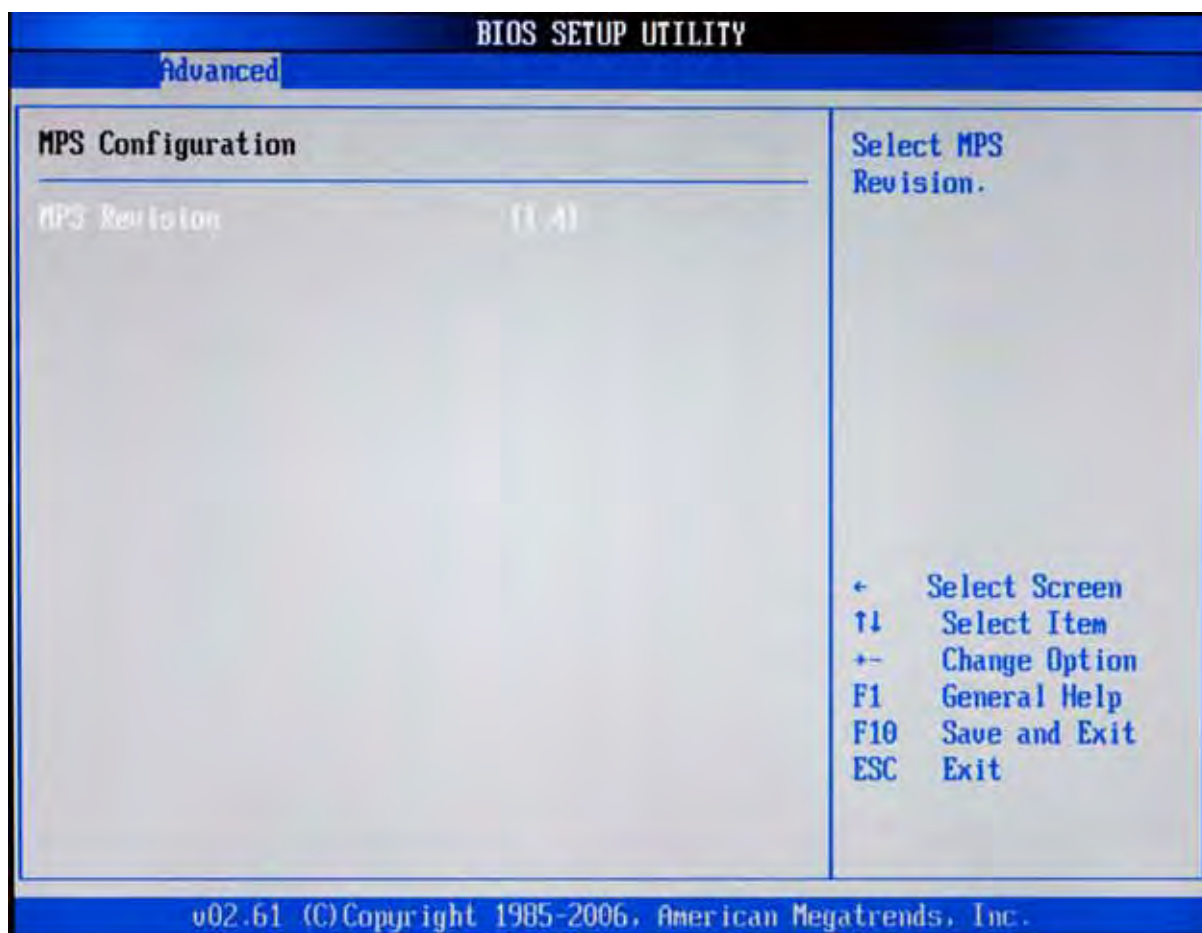 BIOS SETUP UTILITY
Advanced
MPS Configuration
MPS Revision [1.4]
Select MPS
Revision.
← Select Screen
↑↓ Select Item
+- Change Option
F1 General Help
F10 Save and Exit
ESC Exit
v02.61 (C)Copyright 1985-2006, American Megatrends, Inc.